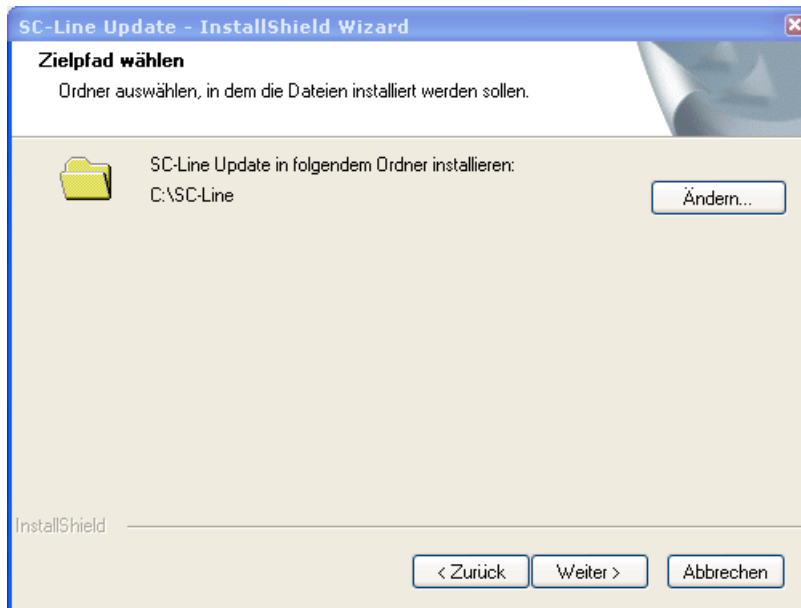 SC-Line Update - InstallShield Wizard
Zielpfad wählen
Ordner auswählen, in dem die Dateien installiert werden sollen.
SC-Line Update in folgendem Ordner installieren:
C:\SC-Line
Ändern...
InstallShield
< Zurück
Weiter >
Abbrechen